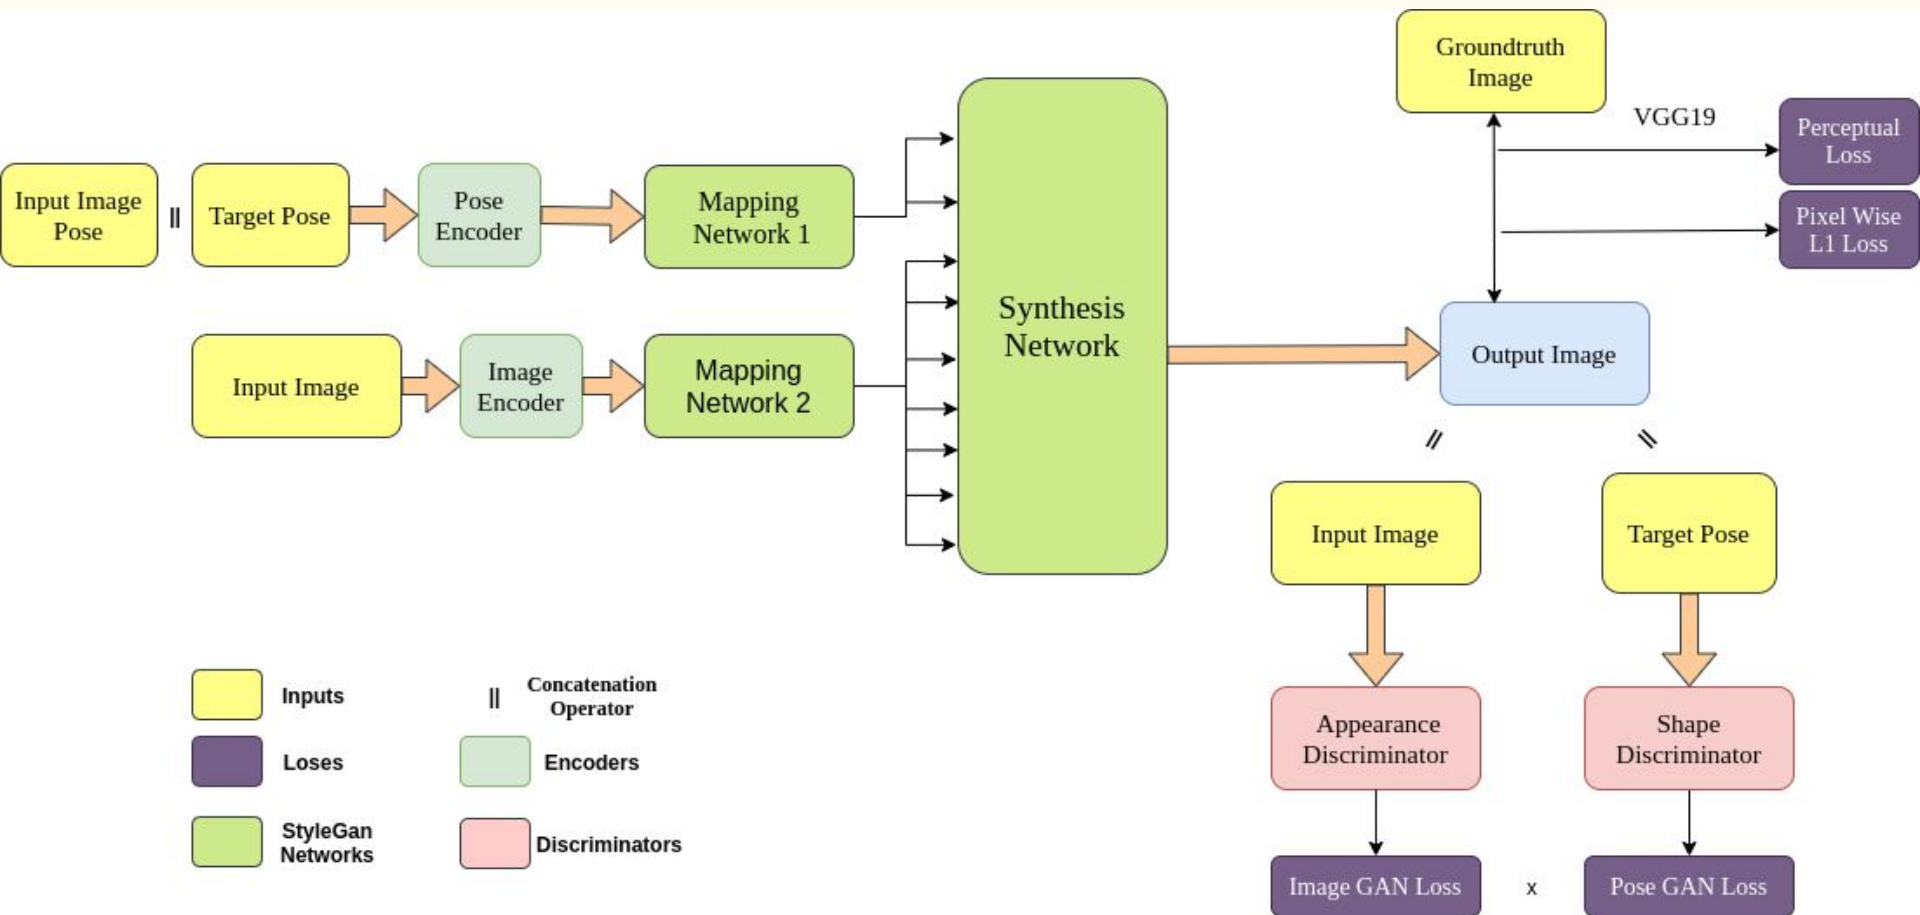 Groundtruth
Image
VGG19
Perceptual
Loss
Pixel Wise
L1 Loss
Input Image
Pose
||
Target Pose
Pose
Encoder
Mapping
Network 1
Synthesis
Network
Output Image
Input Image
Image
Encoder
Mapping
Network 2
//
\\
Input Image
Target Pose
Appearance
Discriminator
Shape
Discriminator
Image GAN Loss
x
Pose GAN Loss
Inputs
||
Concatenation
Operator
Loses
Encoders
StyleGan
Networks
Discriminators